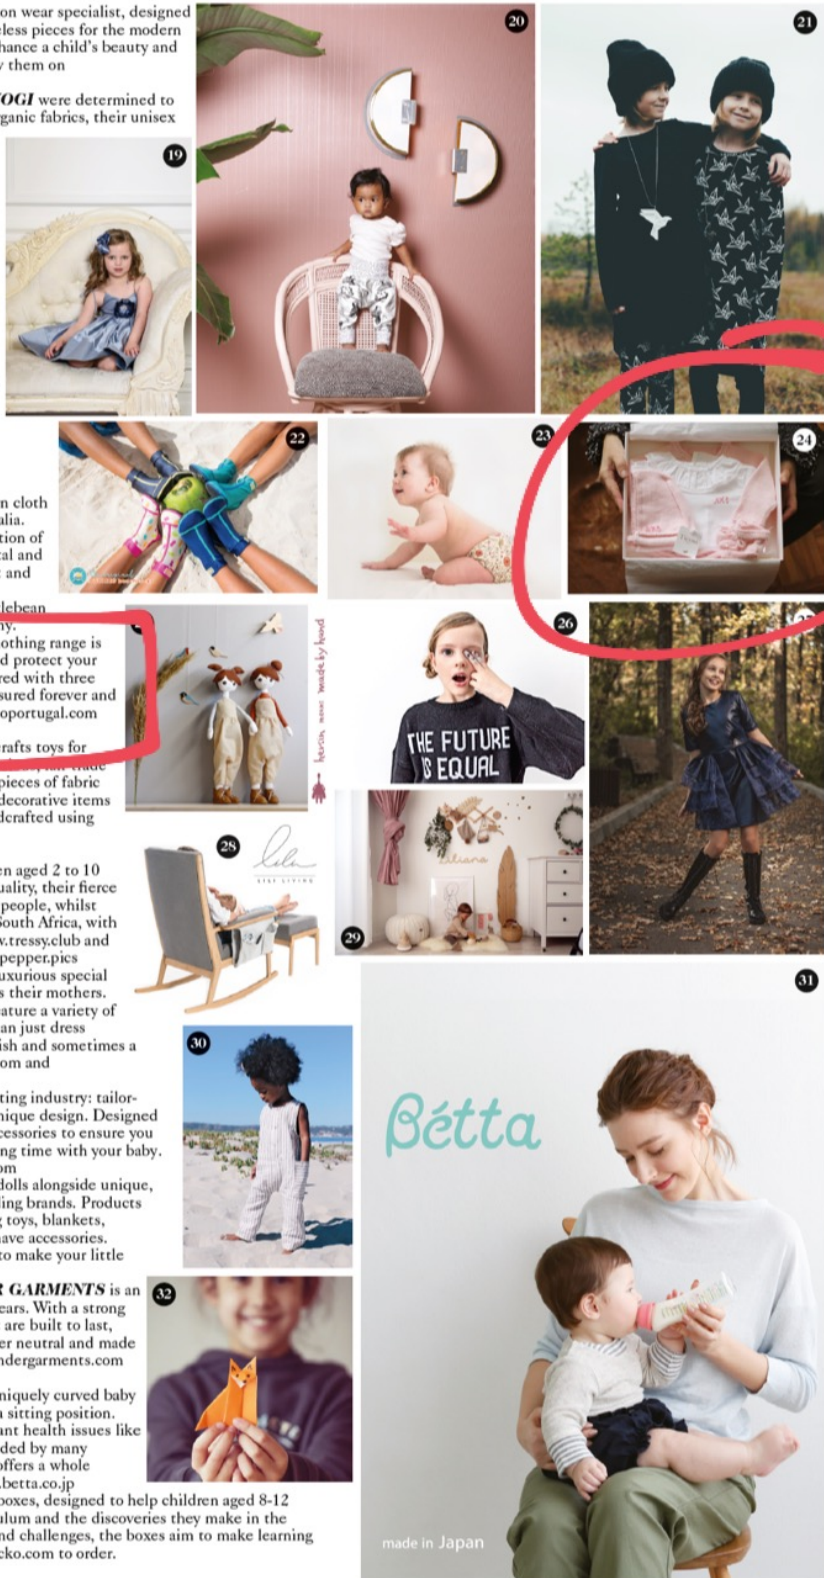 on wear specialist, designed
eless pieces for the modern
hance a child's beauty and
them on
OGI were determined to
ganic fabrics, their unisex
19
20
21
n cloth
alia.
tion of
tal and
and
lebean
ny.
othing range is
d protect your
red with three
sured forever and
oportugal.com
rafts toys for
pieces of fabric
decorative items
dcrafted using
22
23
24
made by hand
26
THE FUTURE
IS EQUAL
en aged 2 to 10
uality, their fierce
people, whilst
South Africa, with
w.tressy.club and
pepper.pics
uxurious special
s their mothers.
eature a variety of
an just dress
ish and sometimes a
om and
28
LILY LIVING
Liliana
29
ting industry: tailor-
nique design. Designed
cessories to ensure you
ng time with your baby.
om
dolls alongside unique,
ling brands. Products
g toys, blankets,
have accessories.
to make your little
30
R GARMENTS is an
ears. With a strong
are built to last,
er neutral and made
ndergarments.com
32
niquely curved baby
a sitting position.
ant health issues like
ded by many
offers a whole
.betta.co.jp
boxes, designed to help children aged 8-12
ulum and the discoveries they make in the
nd challenges, the boxes aim to make learning
cko.com to order.
31
Bétta
made in Japan